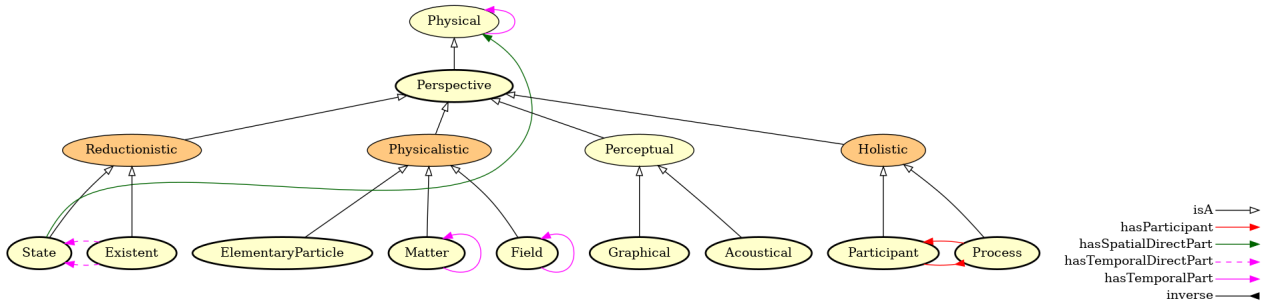 Physical
Perspective
Reductionistic
Physicalistic
Perceptual
Holistic
State
Existent
ElementaryParticle
Matter
Field
Graphical
Acoustical
Participant
Process
isA
hasParticipant
hasSpatialDirectPart
hasTemporalDirectPart
hasTemporalPart
inverse